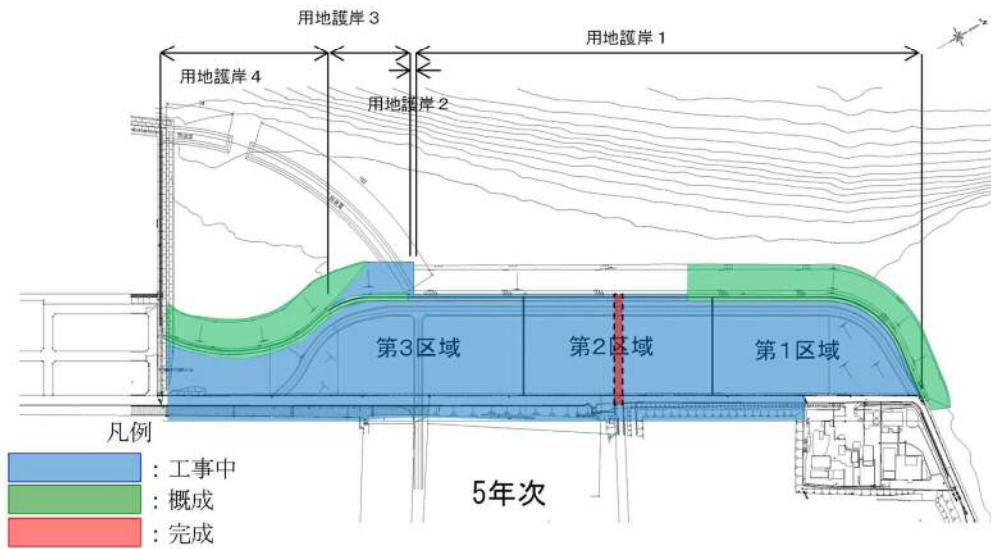 用地護岸3
用地護岸1
用地護岸4
用地護岸2
第3区域
第2区域
第1区域
凡例
:工事中
:概成
:完成
5年次